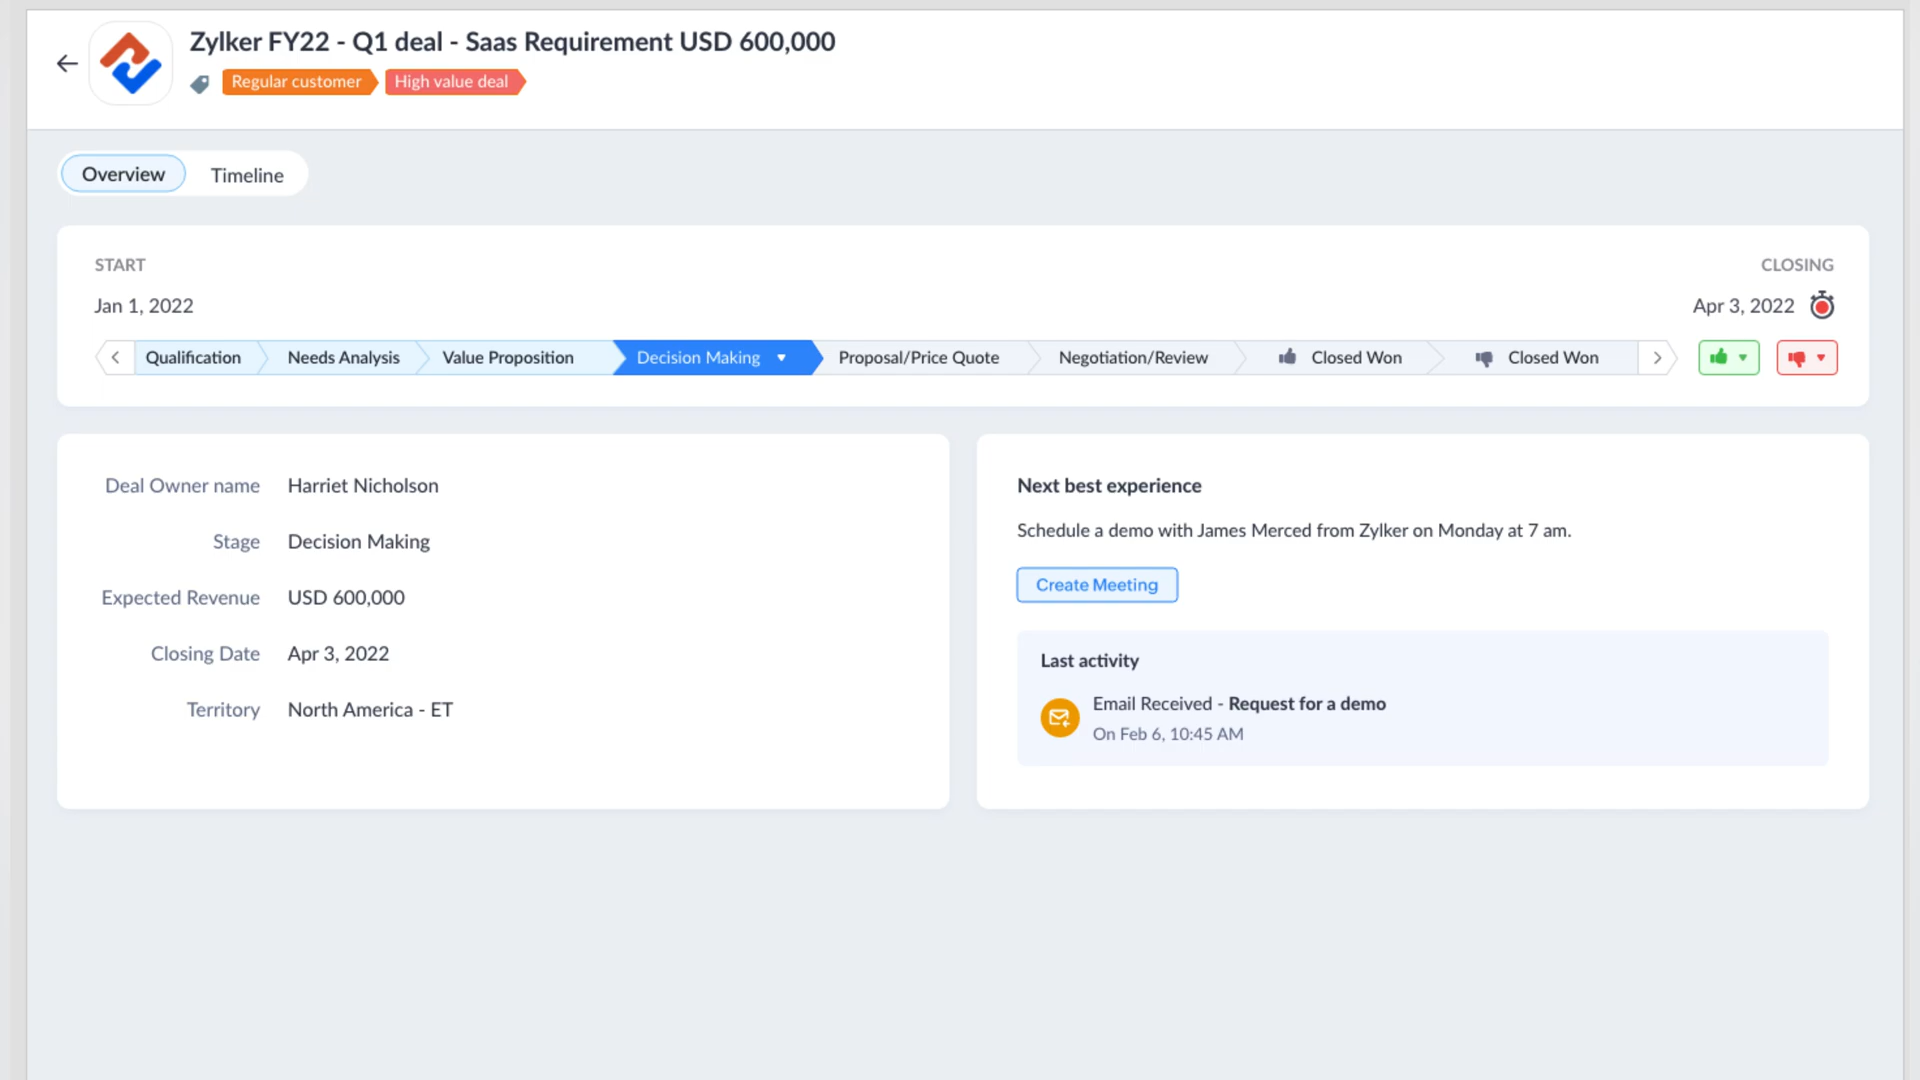 Zylker FY22 - Q1 deal - Saas Requirement USD 600,000
Regular customer High value deal
Overview Timeline
START CLOSING
Jan 1, 2022 Apr 3, 2022
Qualification Needs Analysis Value Proposition Decision Making Proposal/Price Quote Negotiation/Review Closed Won Closed Won
Deal Owner name Harriet Nicholson
Stage Decision Making
Expected Revenue USD 600,000
Closing Date Apr 3, 2022
Territory North America - ET
Next best experience
Schedule a demo with James Merced from Zylker on Monday at 7 am.
Create Meeting
Last activity
Email Received - Request for a demo
On Feb 6, 10:45 AM